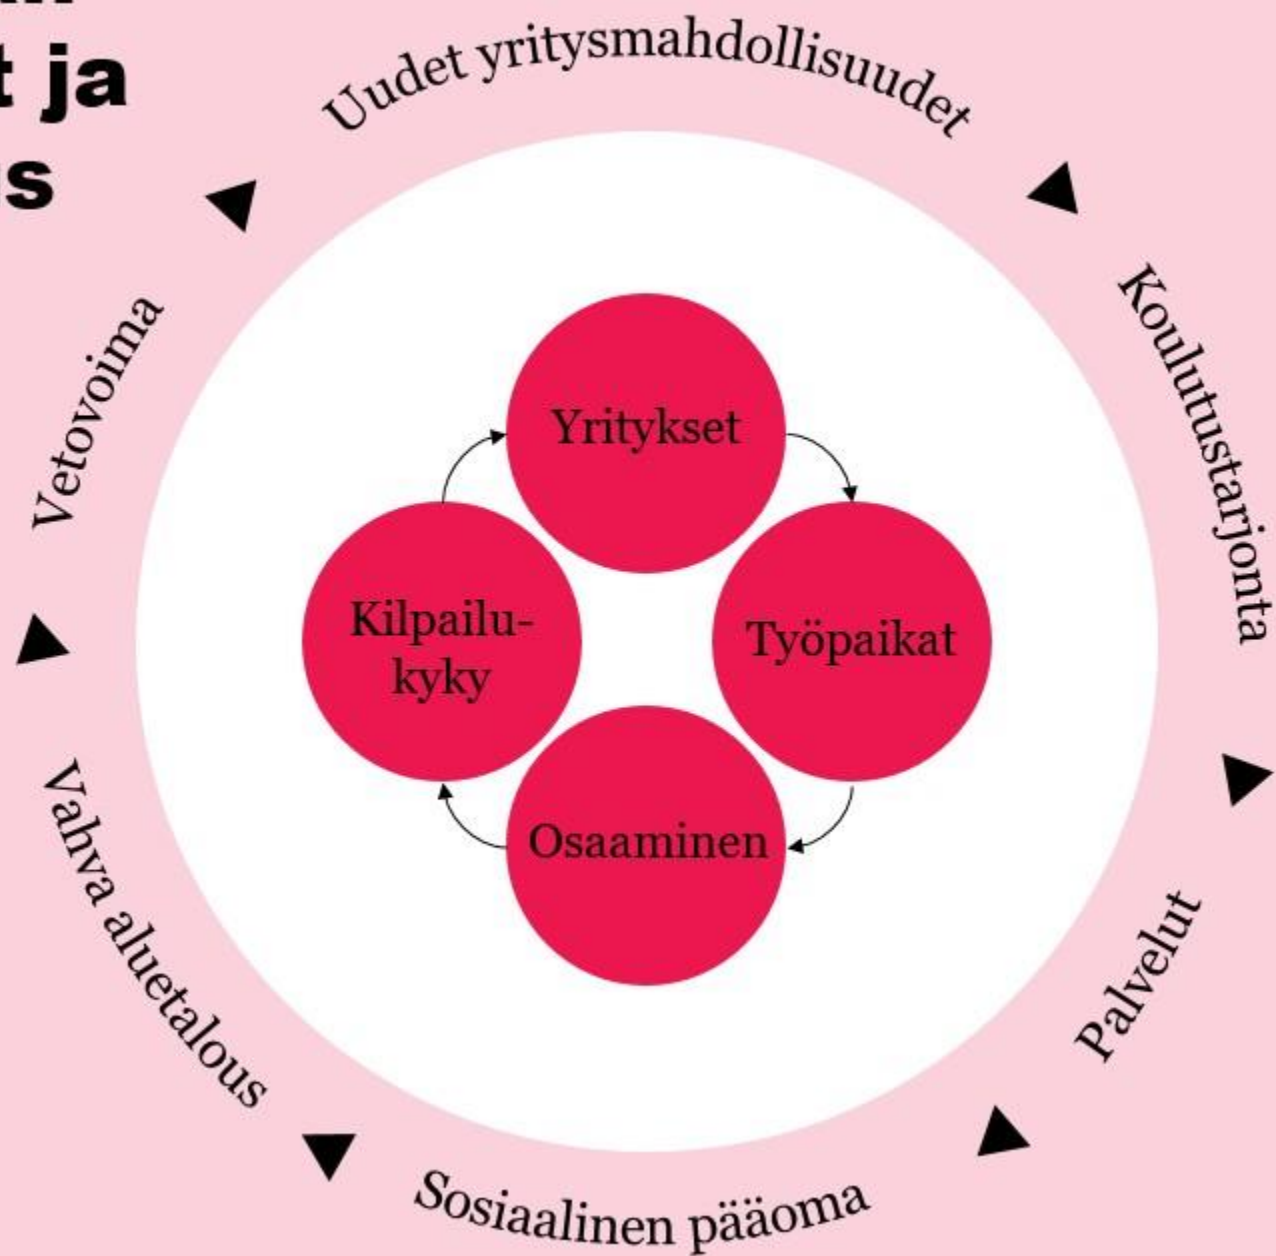 ja
Uudet yritysmahdollisuudet
Koulutustarjonta
Palvelut
Sosiaalinen pääoma
Vahva aluetalous
Vetovoima
Yritykset
Työpaikat
Osaaminen
Kilpailu-
kyky